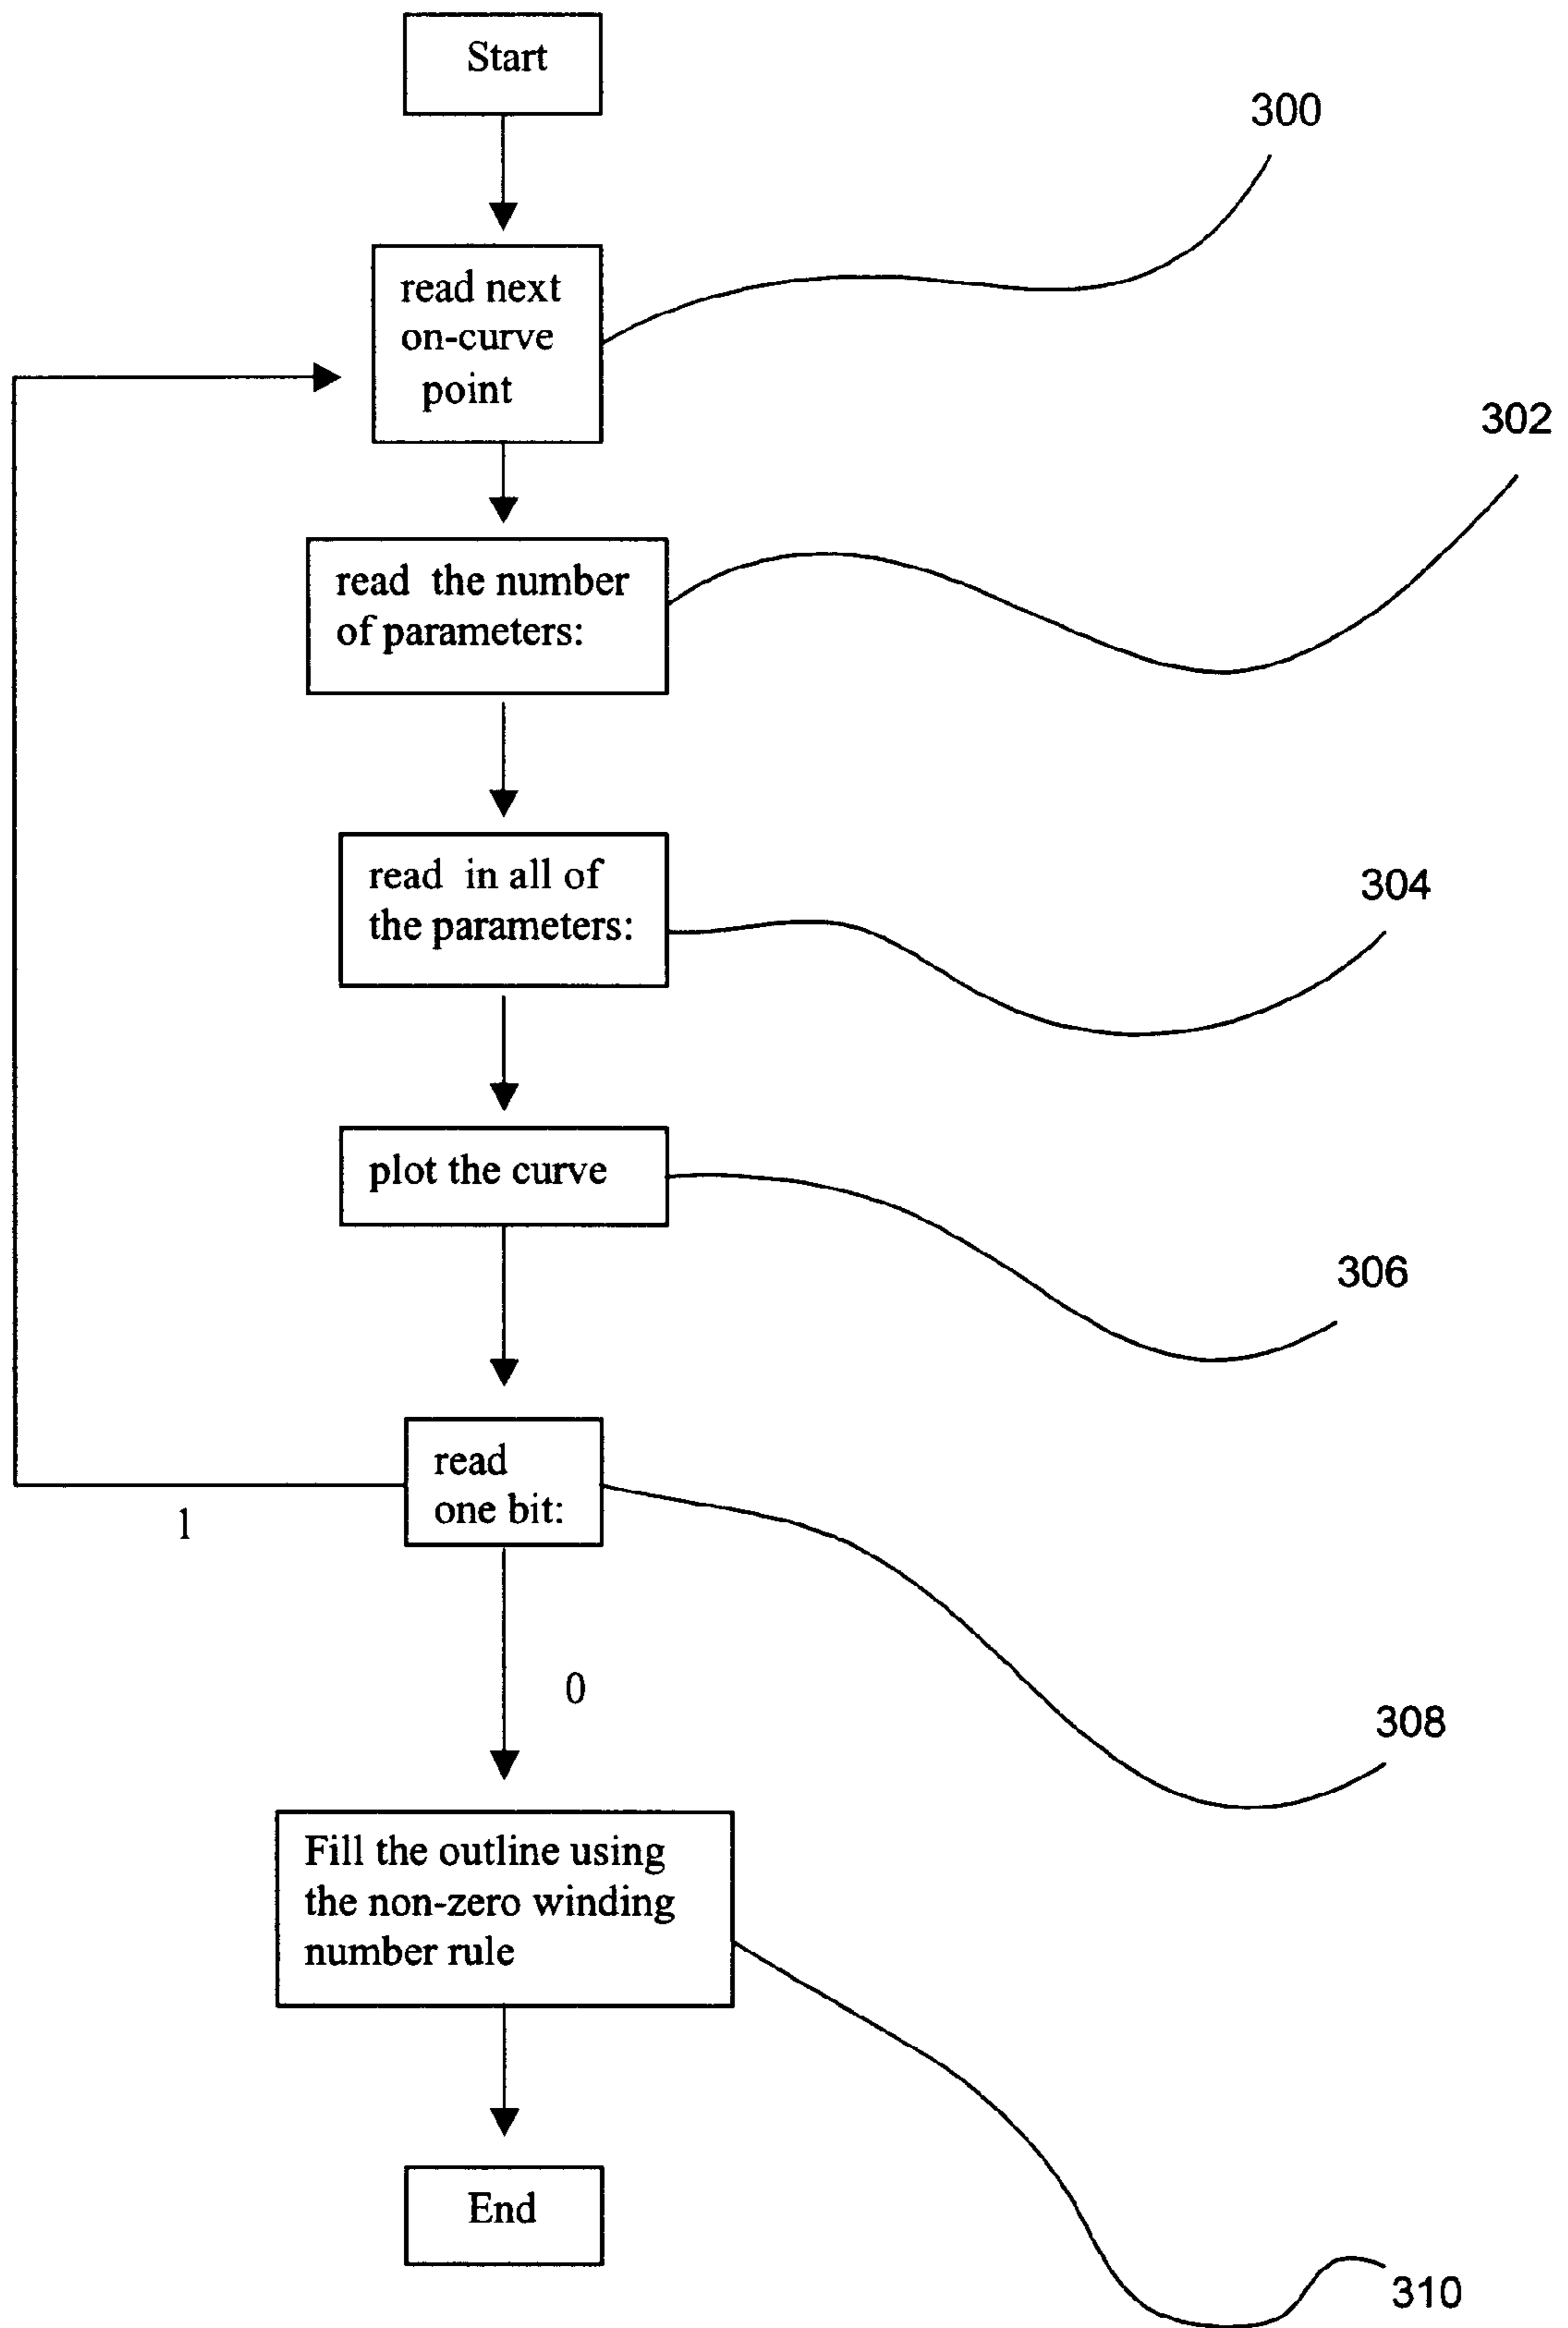 Start
300
read next
on-curve
point
302
read the number
of parameters:
read in all of
the parameters:
304
plot the curve
306
read
one bit:
1
0
308
Fill the outline using
the non-zero winding
number rule
End
310